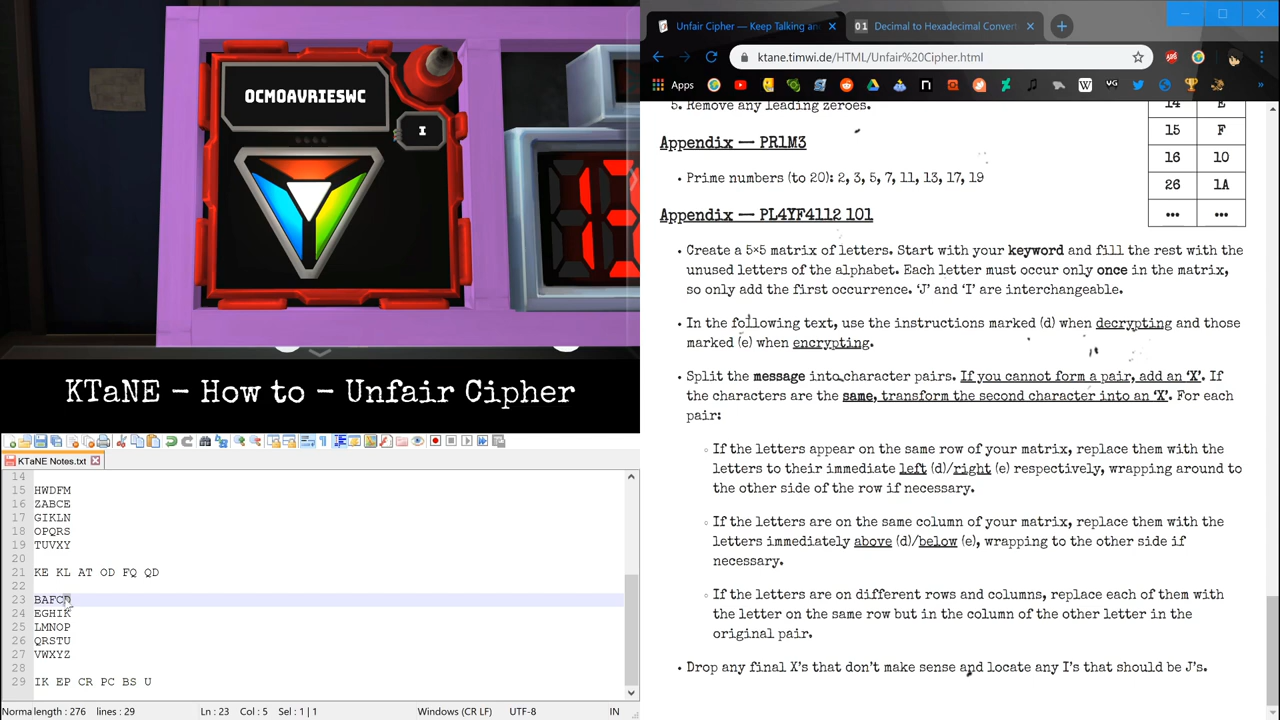 OCMOAVRIESWC
I
KTaNE - How to - Unfair Cipher
KTaNE Notes.txt
14
15 HWDFM
16 ZABCE
17 GIKLN
18 OPQRS
19 TUVXY
20
21 KE KL AT OD FQ QD
22
23 BAFCD
24 EGHIK
25 LMNOP
26 QRSTU
27 VWXYZ
28
29 IK EP CR PC BS U
Norma length : 276 lines : 29 Ln : 23 Col : 5 Sel : 1 | 1 Windows (CR LF) UTF-8 IN
Unfair Cipher — Keep Talking an
Decimal to Hexadecimal Convert
ktane.timwi.de/HTML/Unfair%20Cipher.html
Apps
5. Remove any leading zeroes.
14 E
15 F
16 10
26 1A
... ...
Appendix — PR1M3
• Prime numbers (to 20): 2, 3, 5, 7, 11, 13, 17, 19
Appendix — PL4YF4112 101
• Create a 5×5 matrix of letters. Start with your keyword and fill the rest with the
unused letters of the alphabet. Each letter must occur only once in the matrix,
so only add the first occurrence. ‘J’ and ‘I’ are interchangeable.
• In the following text, use the instructions marked (d) when decrypting and those
marked (e) when encrypting.
• Split the message into character pairs. If you cannot form a pair, add an ‘X’. If
the characters are the same, transform the second character into an ‘X’. For each
pair:
If the letters appear on the same row of your matrix, replace them with the
letters to their immediate left (d)/right (e) respectively, wrapping around to
the other side of the row if necessary.
If the letters are on the same column of your matrix, replace them with the
letters immediately above (d)/below (e), wrapping to the other side if
necessary.
If the letters are on different rows and columns, replace each of them with
the letter on the same row but in the column of the other letter in the
original pair.
• Drop any final X’s that don’t make sense and locate any I’s that should be J’s.